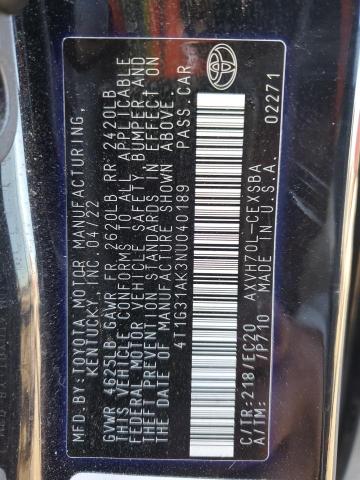 MFD. BY: TOYOTA MOTOR MANUFACTURING,
KENTUCKY, INC. 04/22
GVWR 4625LB GAWR FR 2620LB RR 2420LB
THIS VEHICLE CONFORMS TO ALL APPLICABLE
FEDERAL MOTOR VEHICLE SAFETY, BUMPER, AND
THEFT PREVENTION STANDARDS IN EFFECT ON
THE DATE OF MANUFACTURE SHOWN ABOVE.
4T1G31AK3NU040189 PASS.CAR
C/TR:218/EC20 AXVH70L-CEXSBA
A/TM: /P710 MADE IN U.S.A. 02271